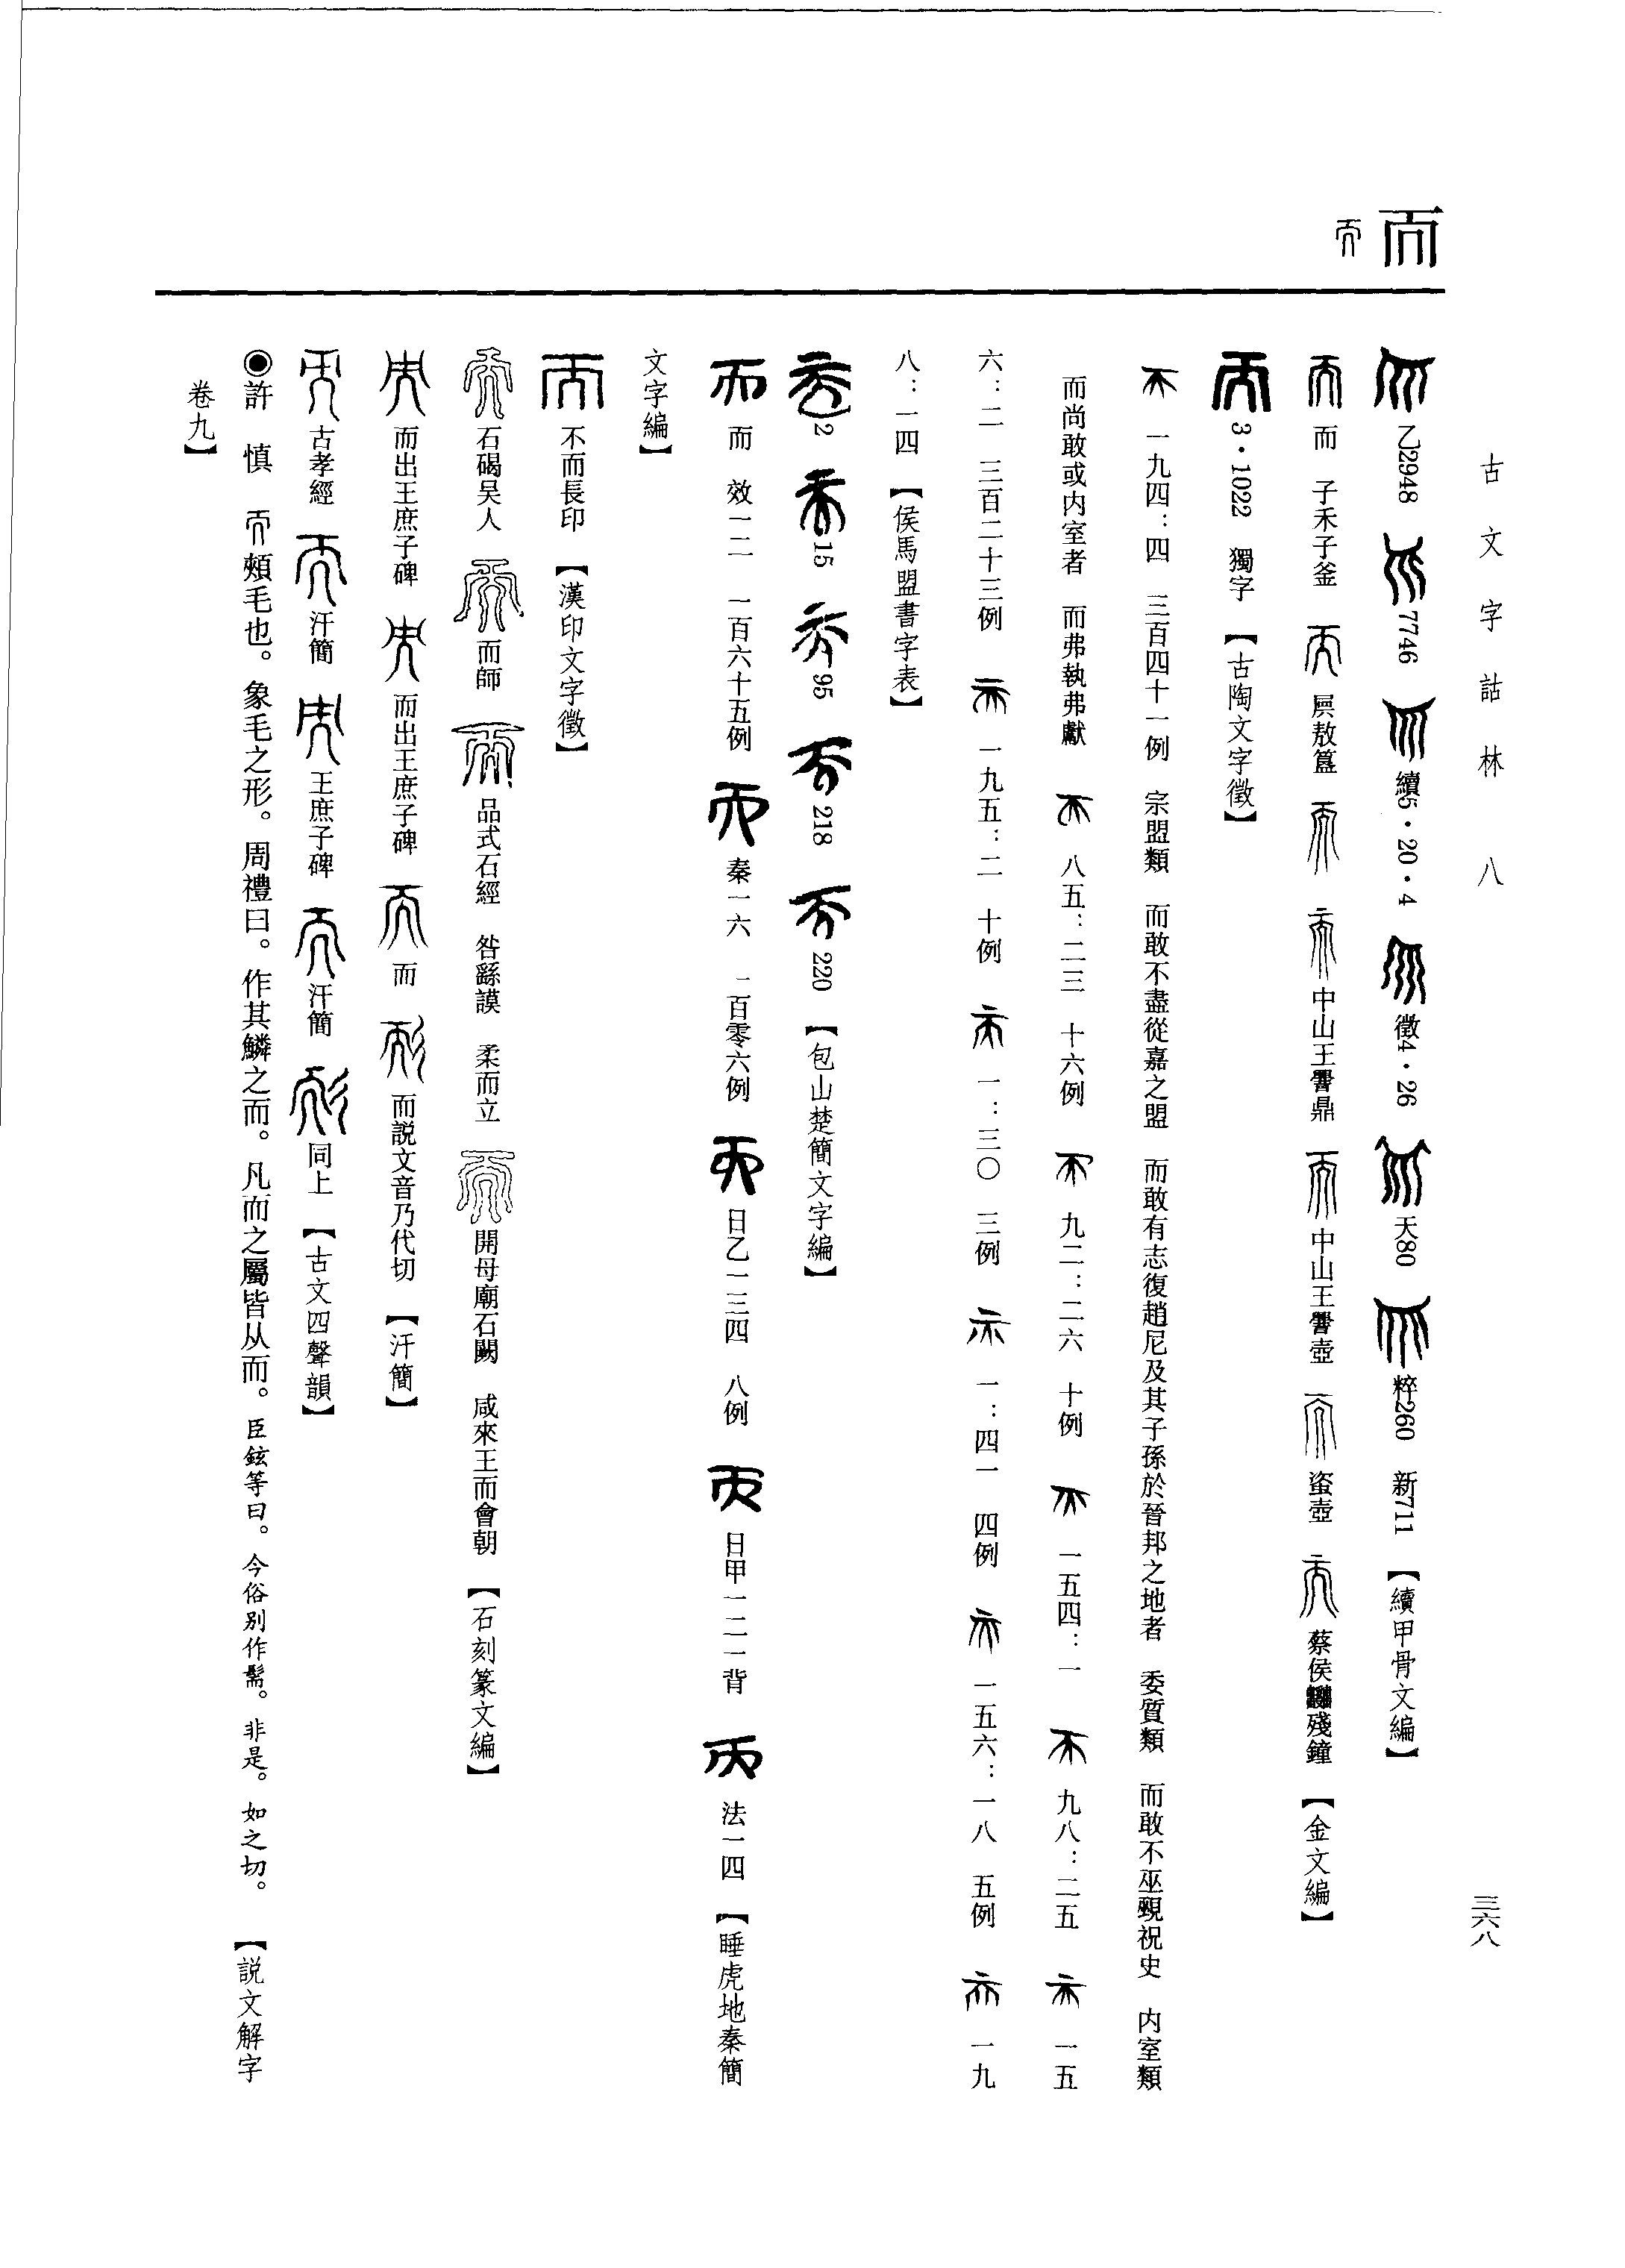 古文字詁林 八
三六八
而
乙2948 7746 續5·20·4 徵4·26 天80 粹260 新711 【續甲骨文編】
而 子禾子釜 屭敖簋 中山王䶮鼎 中山王䶮壺 𧊒壺 蔡侯殘鐘 【金文編】
3·1022 獨字 【古陶文字徵】
一九四：四 三百四十一例 宗盟類 而敢不盡從嘉之盟 而敢有志復趙尼及其子孫於晉邦之地者 委質類 而敢不巫覡祝史 内室類
而尚敢或内室者 而弗執弗獻 八五：二三 十六例 九二：二六 十例 一五四：一 九八：二五 一五
六：二 三百二十三例 一九五：二 十例 一：三〇 三例 一：四一 四例 一五六：一八 五例 一九
八：一四 【侯馬盟書字表】
2 15 95 218 220 【包山楚簡文字編】
而 效一二 一百六十五例 秦一六 一百零六例 日乙一三四 八例 日甲一二一背 法一四 【睡虎地秦簡
文字編】
不而長印 【漢印文字徵】
石碣吴人 而師 品式石經 咎繇謨 柔而立 開母廟石闕 咸來王而會朝 【石刻篆文編】
而出王庶子碑 而出王庶子碑 而 而説文音乃代切 【汗簡】
古孝經 汗簡 王庶子碑 汗簡 同上 【古文四聲韻】
◉許 慎 頰毛也。象毛之形。周禮曰。作其鱗之而。凡而之屬皆从而。臣鉉等曰。今俗别作髵。非是。如之切。 【説文解字
卷九】